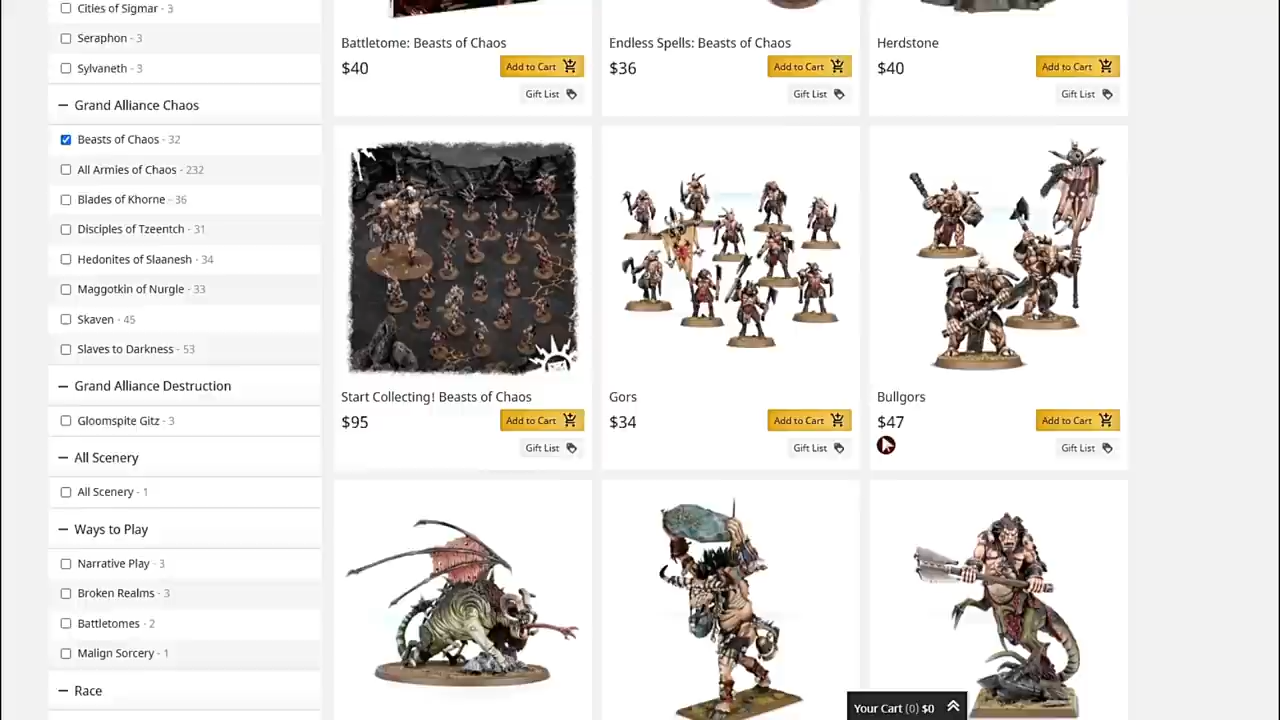 Cities of Sigmar - 3
Seraphon - 3
Sylvaneth - 3
Grand Alliance Chaos
Beasts of Chaos - 32
All Armies of Chaos - 232
Blades of Khorne - 36
Disciples of Tzeentch - 31
Hedonites of Slaanesh - 34
Maggotkin of Nurgle - 33
Skaven - 45
Slaves to Darkness - 53
Grand Alliance Destruction
Gloomspite Gitz - 3
All Scenery
All Scenery - 1
Ways to Play
Narrative Play - 3
Broken Realms - 3
Battletomes - 2
Malign Sorcery - 1
Race
Battletome: Beasts of Chaos
$40
Add to Cart
Gift List
Endless Spells: Beasts of Chaos
$36
Add to Cart
Gift List
Herdstone
$40
Add to Cart
Gift List
Start Collecting! Beasts of Chaos
$95
Add to Cart
Gift List
Gors
$34
Add to Cart
Gift List
Bullgors
$47
Add to Cart
Gift List
Your Cart (0) $0